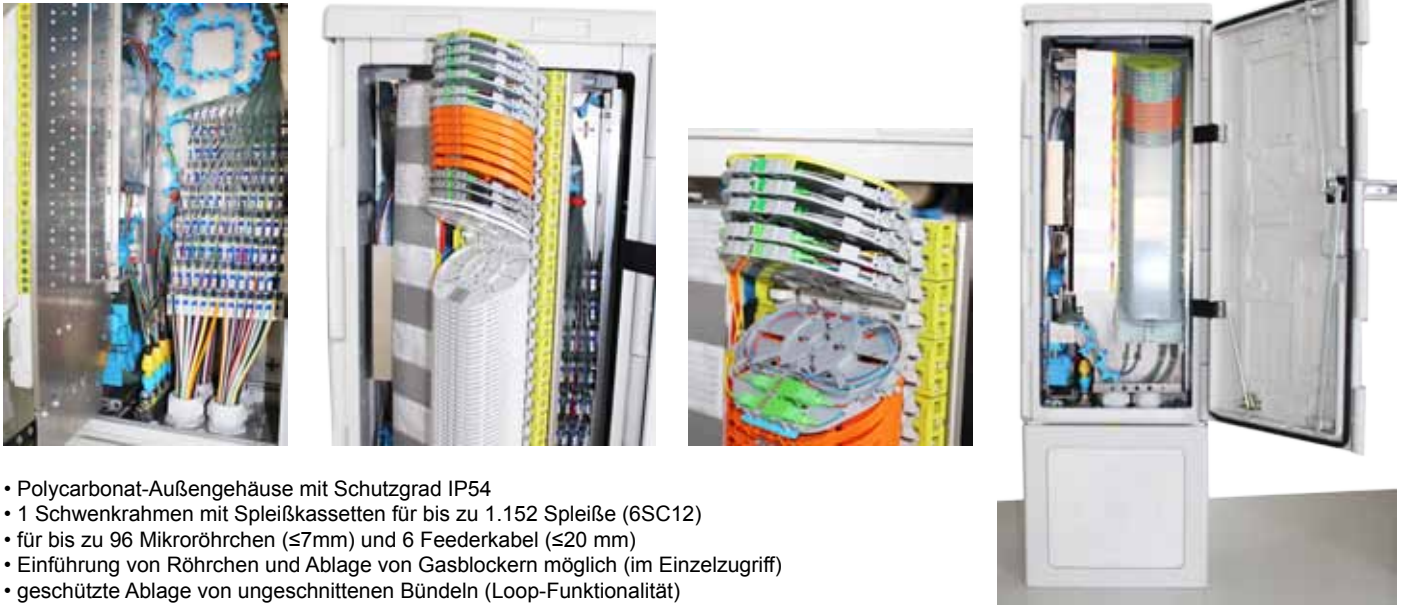 • Polycarbonat-Außengehäuse mit Schutzgrad IP54
• 1 Schwenkrahmen mit Spleißkassetten für bis zu 1.152 Spleiße (6SC12)
• für bis zu 96 Mikroröhrchen (≤7mm) und 6 Feederkabel (≤20 mm)
• Einführung von Röhrchen und Ablage von Gasblockern möglich (im Einzelzugriff)
• geschützte Ablage von ungeschnittenen Bündeln (Loop-Funktionalität)